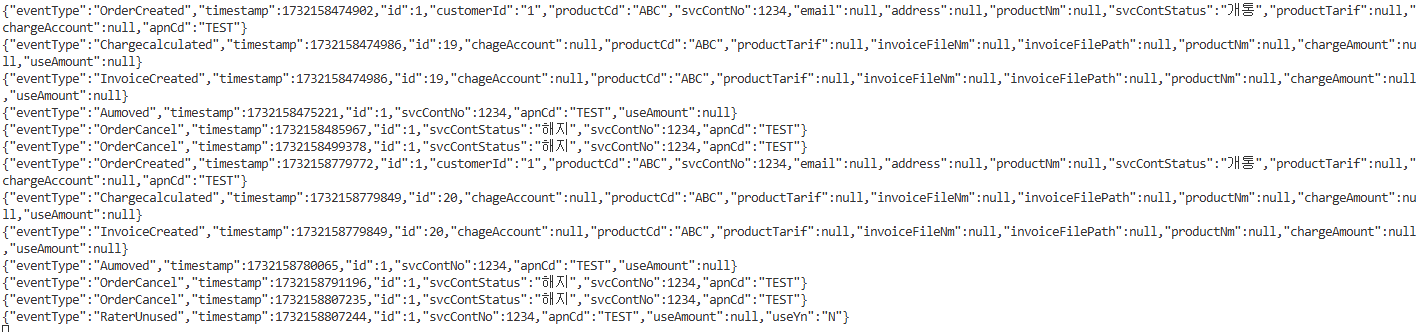 {"eventType":"OrderCreated","timestamp":1732158474902,"id":1,"customerId":"1","productCd":"ABC","svcContNo":1234,"email":null,"address":null,"productNm":null,"svcContStatus":"개통","productTarif":null,"
chargeAccount":null,"apnCd":"TEST"}
{"eventType":"Chargecalculated","timestamp":1732158474986,"id":19,"chageAccount":null,"productCd":"ABC","productTarif":null,"invoiceFileNm":null,"invoiceFilePath":null,"productNm":null,"chargeAmount":nu
ll,"useAmount":null}
{"eventType":"InvoiceCreated","timestamp":1732158474986,"id":19,"chageAccount":null,"productCd":"ABC","productTarif":null,"invoiceFileNm":null,"invoiceFilePath":null,"productNm":null,"chargeAmount":null
,"useAmount":null}
{"eventType":"Aumoved","timestamp":1732158475221,"id":1,"svcContNo":1234,"apnCd":"TEST","useAmount":null}
{"eventType":"OrderCancel","timestamp":1732158485967,"id":1,"svcContStatus":"해지","svcContNo":1234,"apnCd":"TEST"}
{"eventType":"OrderCancel","timestamp":1732158499378,"id":1,"svcContStatus":"해지","svcContNo":1234,"apnCd":"TEST"}
{"eventType":"OrderCreated","timestamp":1732158779772,"id":1,"customerId":"1","productCd":"ABC","svcContNo":1234,"email":null,"address":null,"productNm":null,"svcContStatus":"개통","productTarif":null,"
chargeAccount":null,"apnCd":"TEST"}
{"eventType":"Chargecalculated","timestamp":1732158779849,"id":20,"chageAccount":null,"productCd":"ABC","productTarif":null,"invoiceFileNm":null,"invoiceFilePath":null,"productNm":null,"chargeAmount":nu
ll,"useAmount":null}
{"eventType":"InvoiceCreated","timestamp":1732158779849,"id":20,"chageAccount":null,"productCd":"ABC","productTarif":null,"invoiceFileNm":null,"invoiceFilePath":null,"productNm":null,"chargeAmount":null
,"useAmount":null}
{"eventType":"Aumoved","timestamp":1732158780065,"id":1,"svcContNo":1234,"apnCd":"TEST","useAmount":null}
{"eventType":"OrderCancel","timestamp":1732158791196,"id":1,"svcContStatus":"해지","svcContNo":1234,"apnCd":"TEST"}
{"eventType":"OrderCancel","timestamp":1732158807235,"id":1,"svcContStatus":"해지","svcContNo":1234,"apnCd":"TEST"}
{"eventType":"RaterUnused","timestamp":1732158807244,"id":1,"svcContNo":1234,"apnCd":"TEST","useAmount":null,"useYn":"N"}